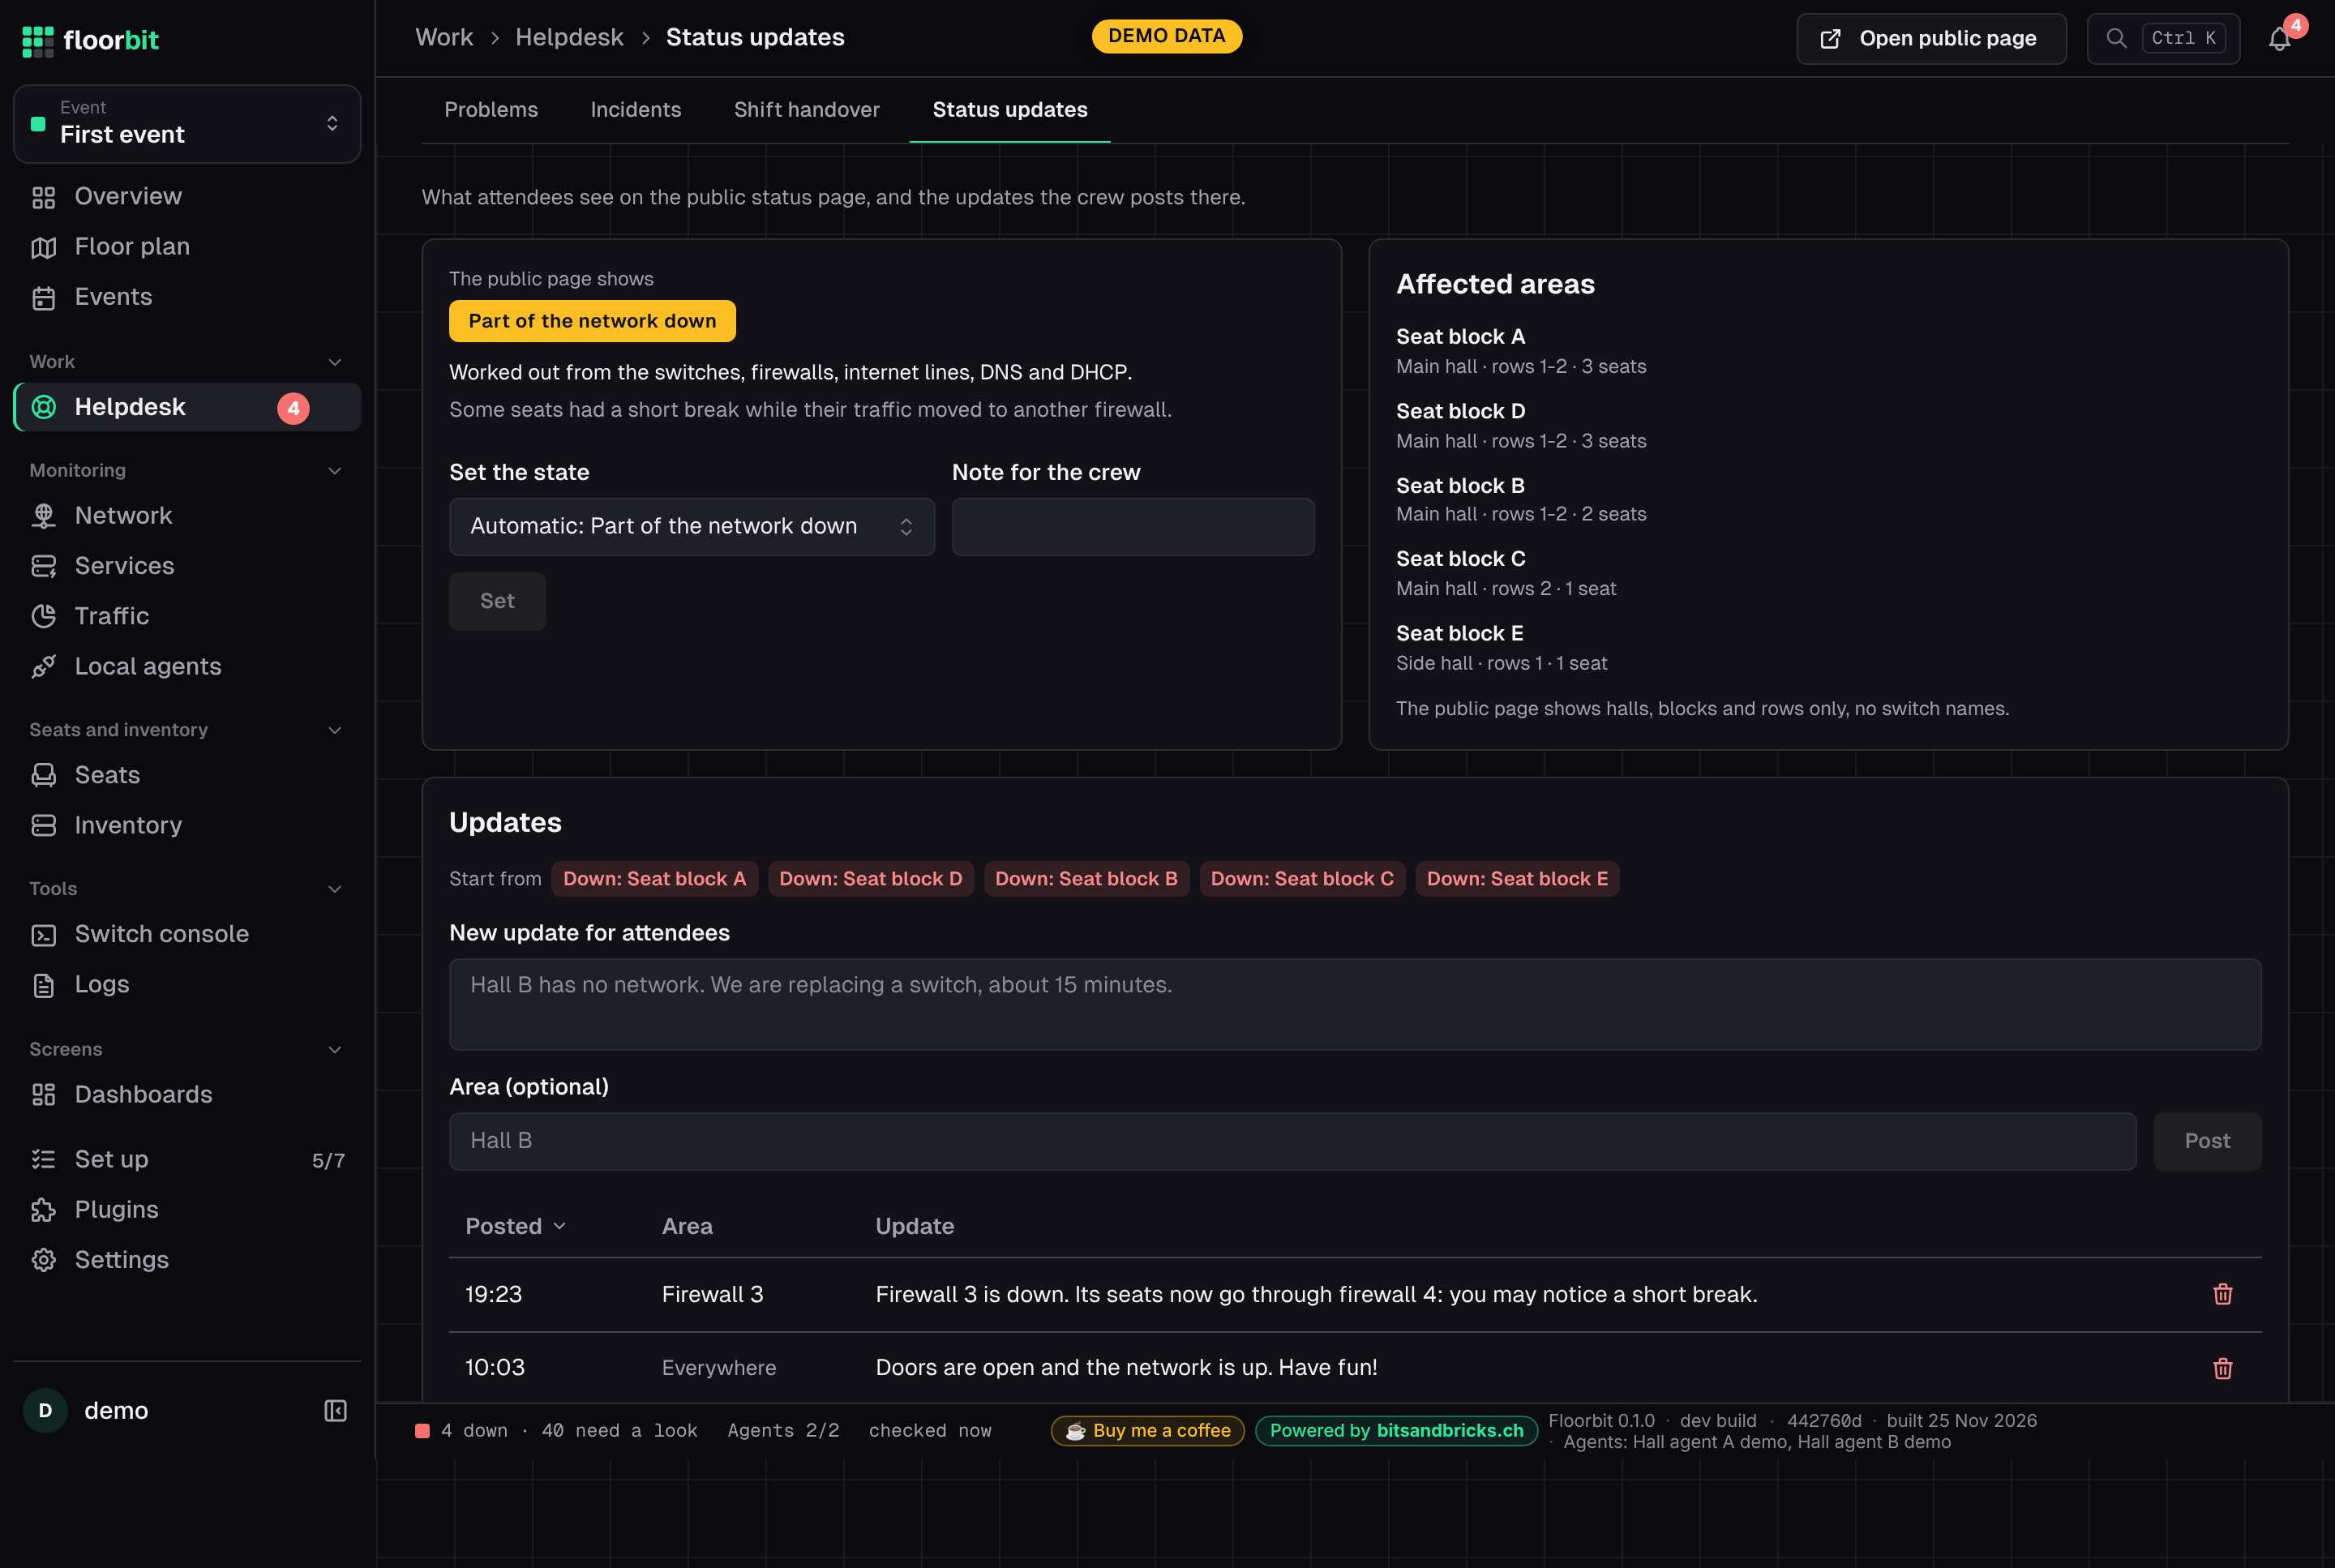 floorbit
Event
First event
Overview
Floor plan
Events
Work
Helpdesk 4
Monitoring
Network
Services
Traffic
Local agents
Seats and inventory
Seats
Inventory
Tools
Switch console
Logs
Screens
Dashboards
Set up 5/7
Plugins
Settings
D demo
Work > Helpdesk > Status updates
DEMO DATA
Open public page
Ctrl K
4
Problems Incidents Shift handover Status updates
What attendees see on the public status page, and the updates the crew posts there.
The public page shows
Part of the network down
Worked out from the switches, firewalls, internet lines, DNS and DHCP.
Some seats had a short break while their traffic moved to another firewall.
Set the state
Automatic: Part of the network down
Note for the crew
Set
Affected areas
Seat block A
Main hall · rows 1-2 · 3 seats
Seat block D
Main hall · rows 1-2 · 3 seats
Seat block B
Main hall · rows 1-2 · 2 seats
Seat block C
Main hall · rows 2 · 1 seat
Seat block E
Side hall · rows 1 · 1 seat
The public page shows halls, blocks and rows only, no switch names.
Updates
Start from Down: Seat block A Down: Seat block D Down: Seat block B Down: Seat block C Down: Seat block E
New update for attendees
Hall B has no network. We are replacing a switch, about 15 minutes.
Area (optional)
Hall B
Post
Posted Area Update
19:23 Firewall 3 Firewall 3 is down. Its seats now go through firewall 4: you may notice a short break.
10:03 Everywhere Doors are open and the network is up. Have fun!
4 down · 40 need a look Agents 2/2 checked now
Buy me a coffee
Powered by bitsandbricks.ch
Floorbit 0.1.0 · dev build · 442760d · built 25 Nov 2026
· Agents: Hall agent A demo, Hall agent B demo